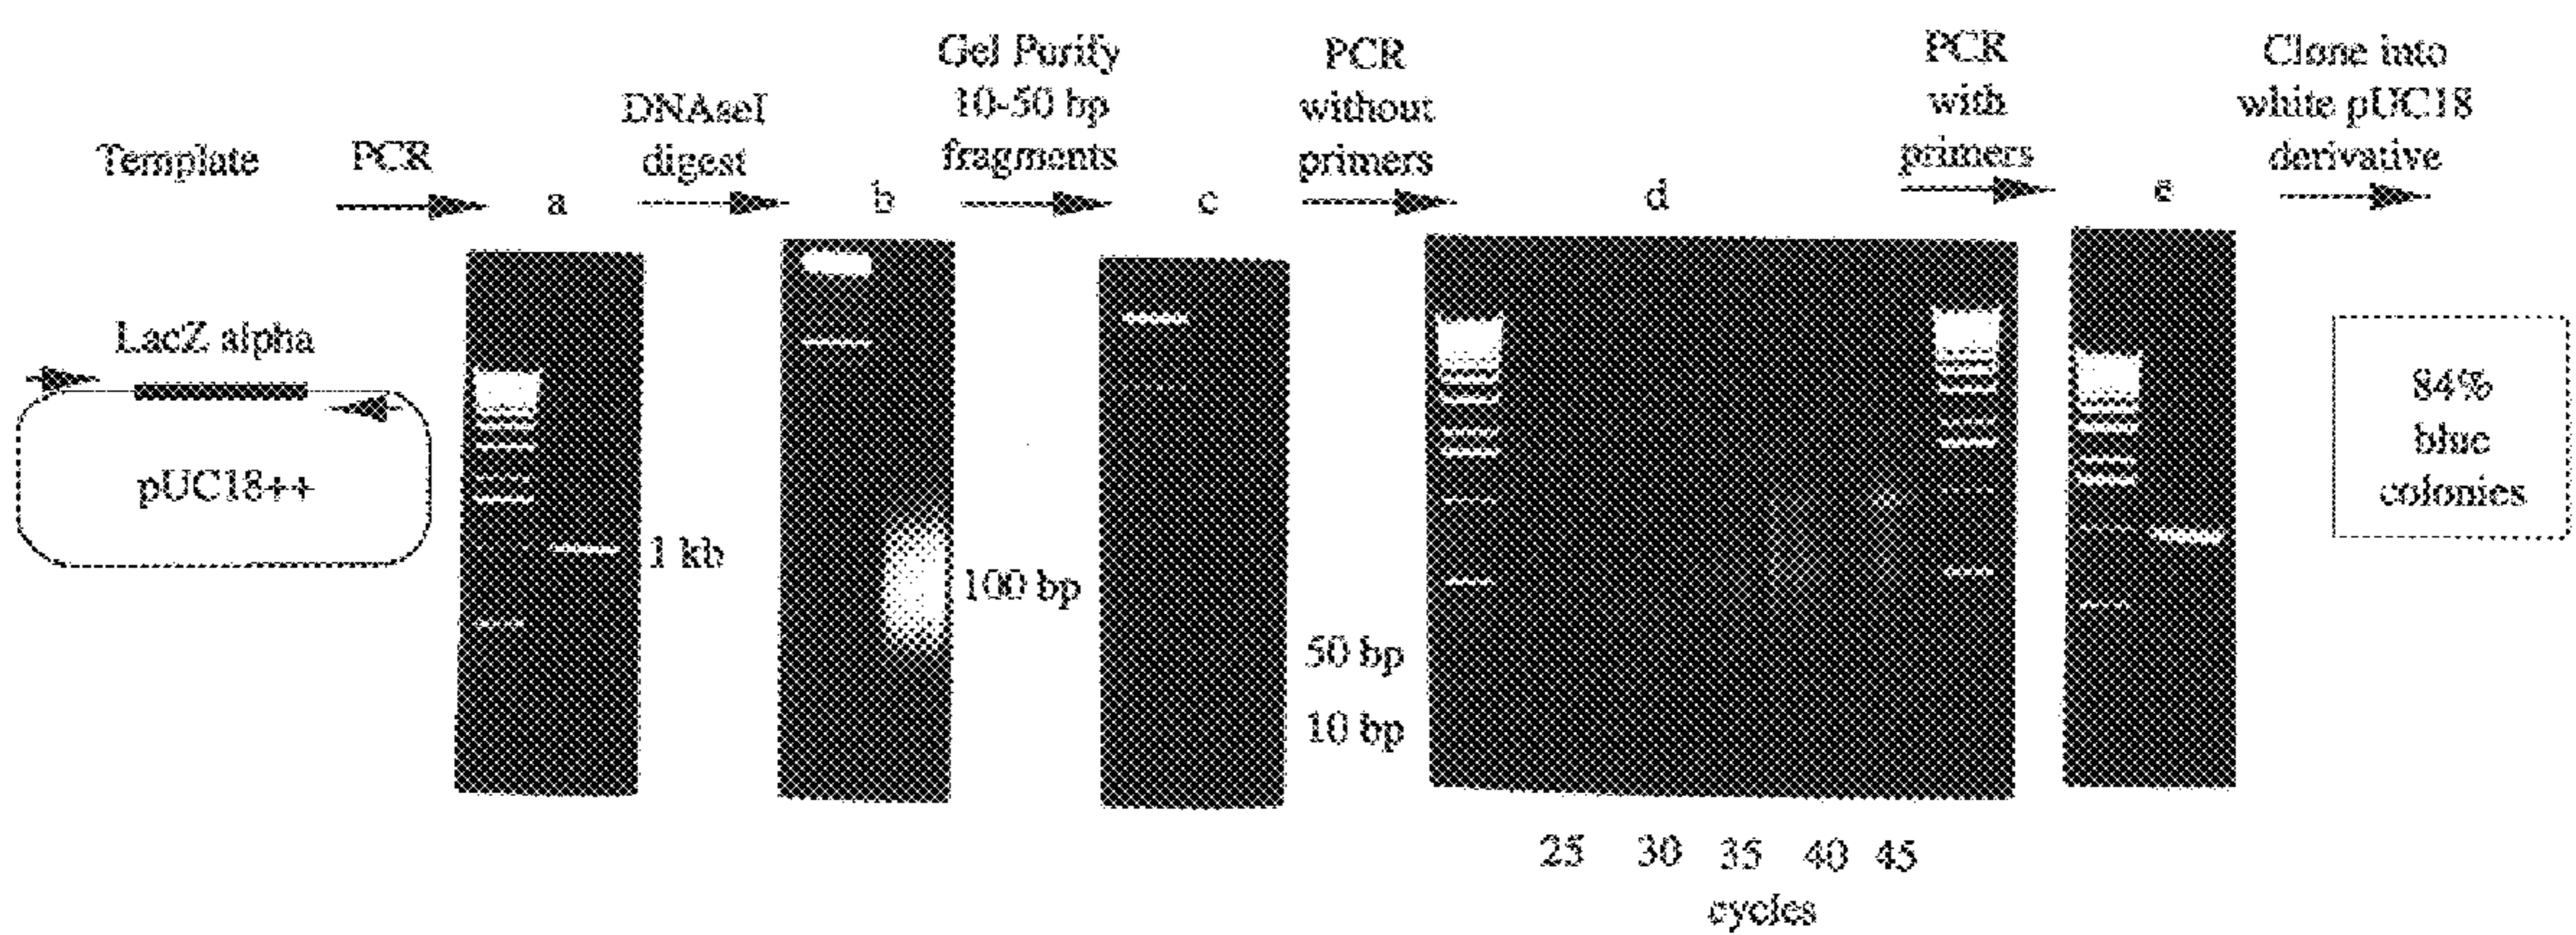 Template
PCR
a
DNAseI
digest
b
Gel Purify
10-50 bp
fragments
c
PCR
without
primers
d
PCR
with
primers
e
Clone into
white pUC18
derivative
LacZ alpha
pUC18++
1 kb
100 bp
50 bp
10 bp
25 30 35 40 45
cycles
84%
blue
colonies